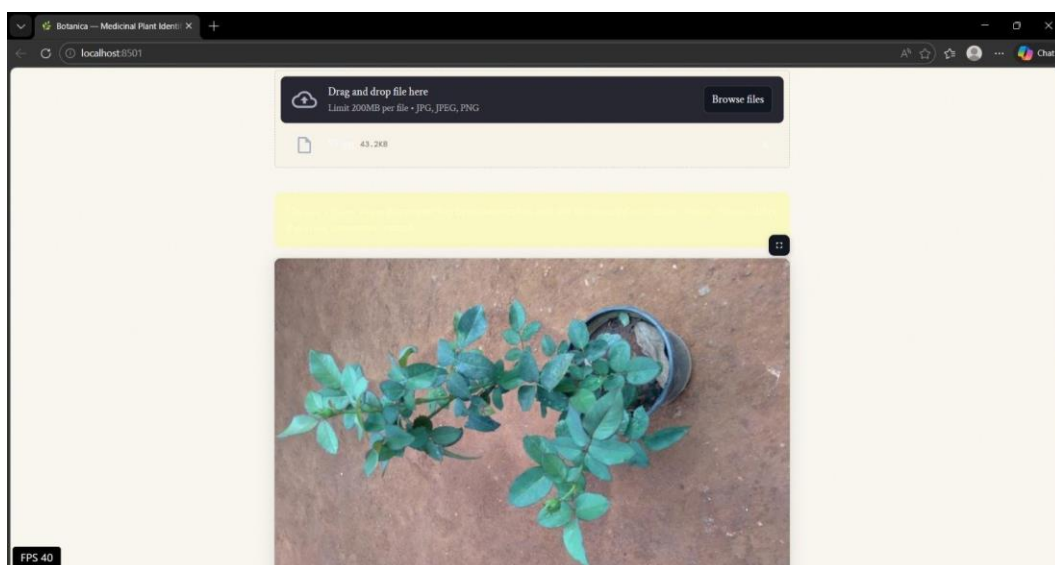 Botanica — Medicinal Plant Identi
localhost:8501
Chat
Drag and drop file here
Limit 200MB per file • JPG, JPEG, PNG
Browse files
43.2KB
FPS 40